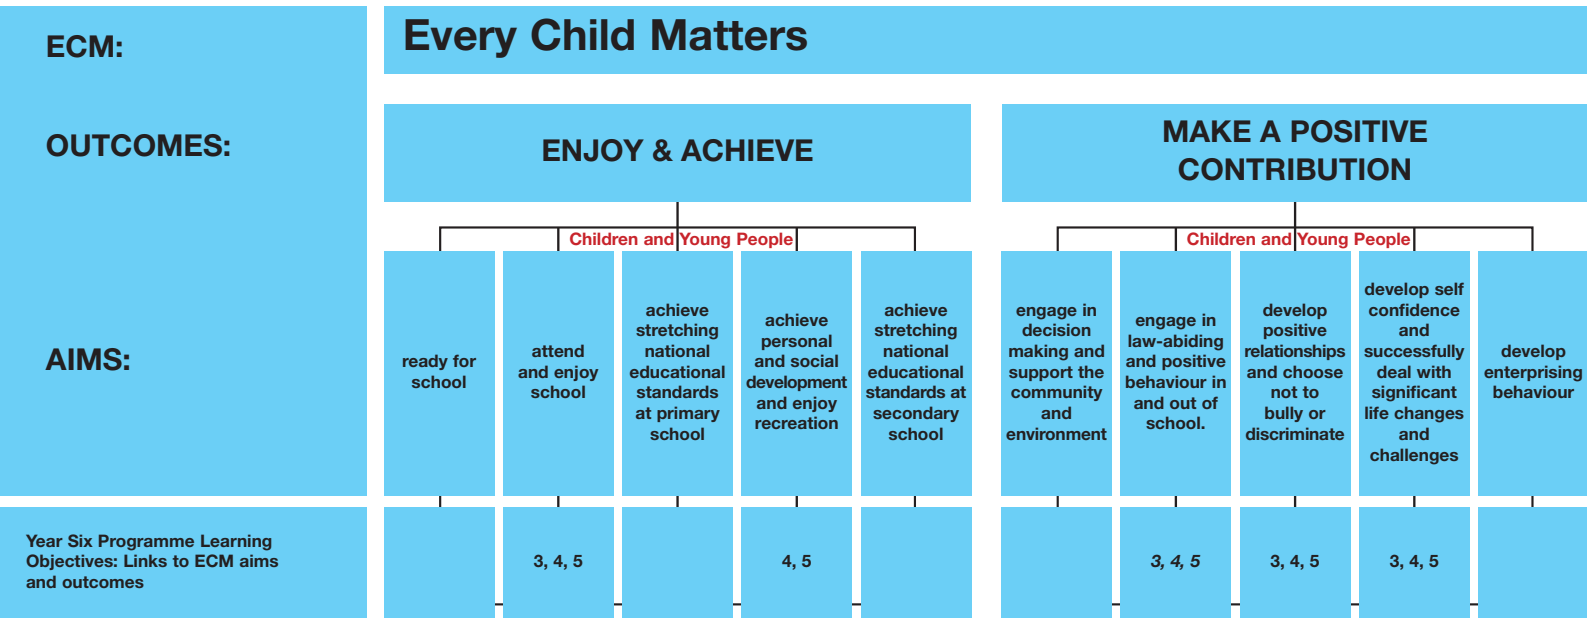 ECM:
Every Child Matters
OUTCOMES:
ENJOY & ACHIEVE
MAKE A POSITIVE
CONTRIBUTION
Children and Young People
Children and Young People
AIMS:
ready for
school
attend
and enjoy
school
achieve
stretching
national
educational
standards
at primary
school
achieve
personal
and social
development
and enjoy
recreation
achieve
stretching
national
educational
standards at
secondary
school
engage in
decision
making and
support the
community
and
environment
engage in
law-abiding
and positive
behaviour in
and out of
school.
develop
positive
relationships
and choose
not to
bully or
discriminate
develop self
confidence
and
successfully
deal with
significant
life changes
and
challenges
develop
enterprising
behaviour
Year Six Programme Learning
Objectives: Links to ECM aims
and outcomes
3, 4, 5
4, 5
3, 4, 5
3, 4, 5
3, 4, 5